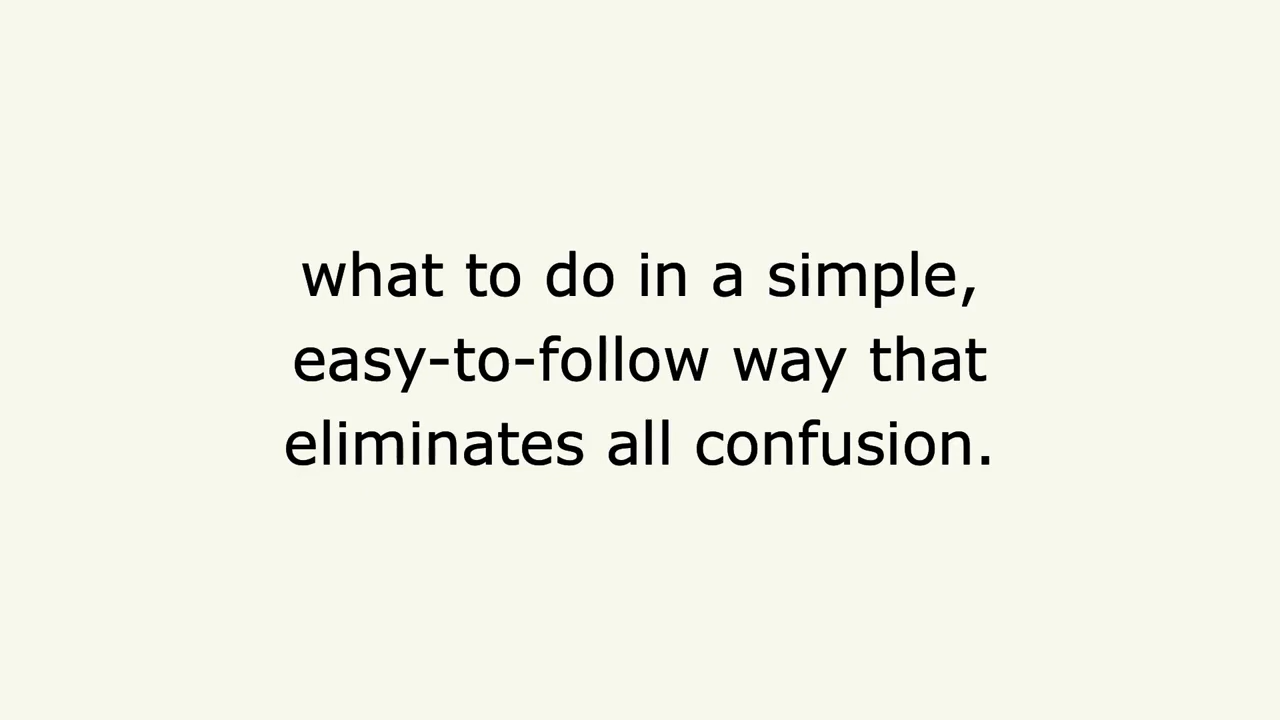 what to do in a simple,
easy-to-follow way that
eliminates all confusion.